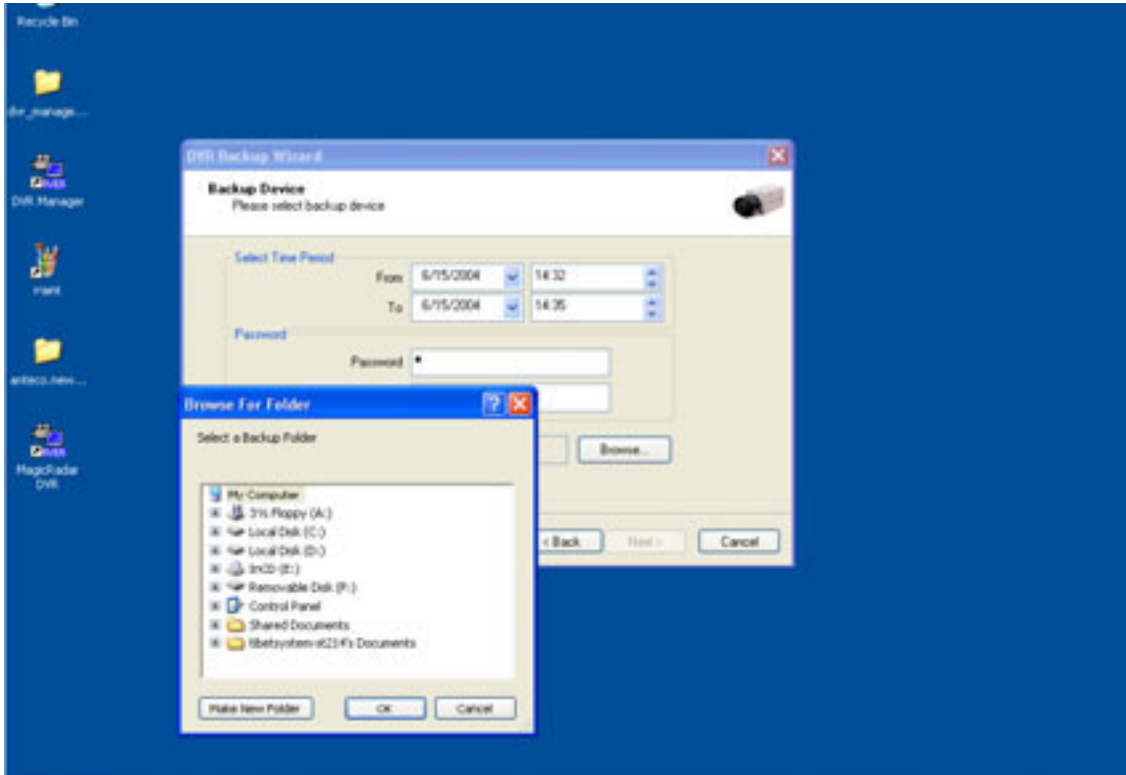 Recycle Bin
dvr_manage...
DVR Manager
anteco.new...
MagicRadar
DVR
DVR Backup Wizard
Backup Device
Please select backup device
Select Time Period
From 6/15/2004 14:32
To 6/15/2004 14:35
Password
Password
Browse...
< Back Next > Cancel
Browse For Folder
Select a Backup Folder
My Computer
3½ Floppy (A:)
Local Disk (C:)
Local Disk (D:)
InCD (E:)
Removable Disk (F:)
Control Panel
Shared Documents
Documents
Make New Folder OK Cancel